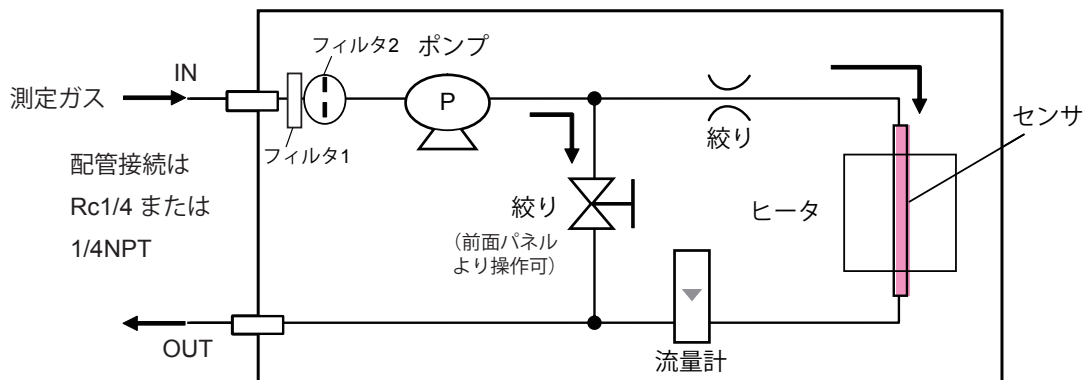 フィルタ2
ポンプ
IN
測定ガス
P
センサ
フィルタ1
絞り
配管接続は
Rc1/4 または
1/4NPT
絞り
(前面パネル
より操作可)
ヒータ
OUT
流量計